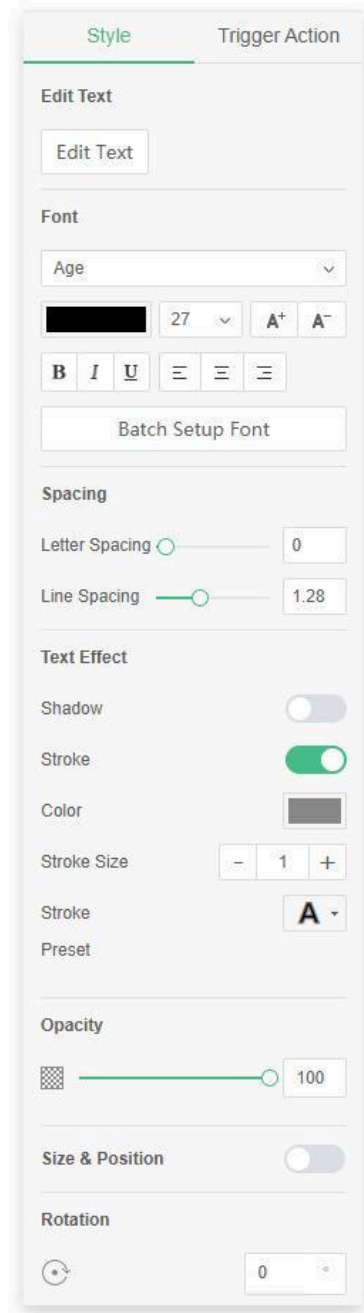 Style Trigger Action
Edit Text
Edit Text
Font
Age
27 A+ A-
B I U
Batch Setup Font
Spacing
Letter Spacing 0
Line Spacing 1.28
Text Effect
Shadow
Stroke
Color
Stroke Size - 1 +
Stroke A
Preset
Opacity
100
Size & Position
Rotation
0 °